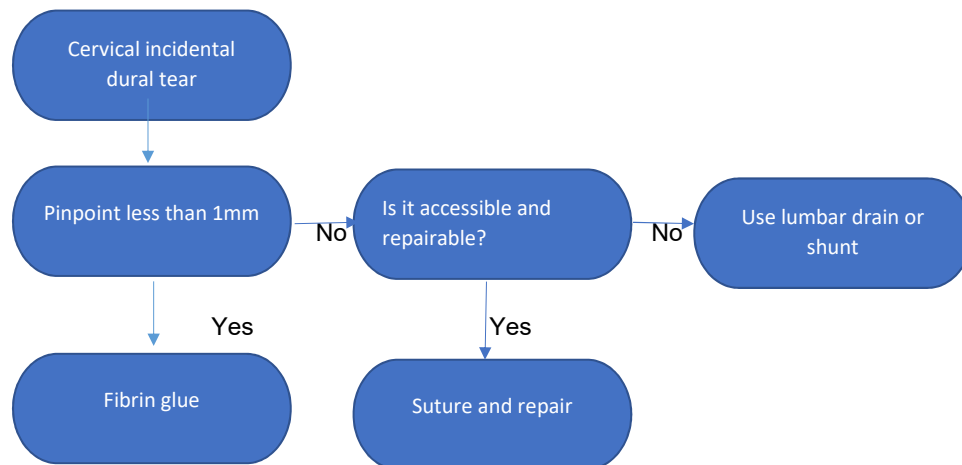 Cervical incidental
dural tear
Pinpoint less than 1mm
No
Is it accessible and
repairable?
No
Use lumbar drain or
shunt
Yes
Yes
Fibrin glue
Suture and repair